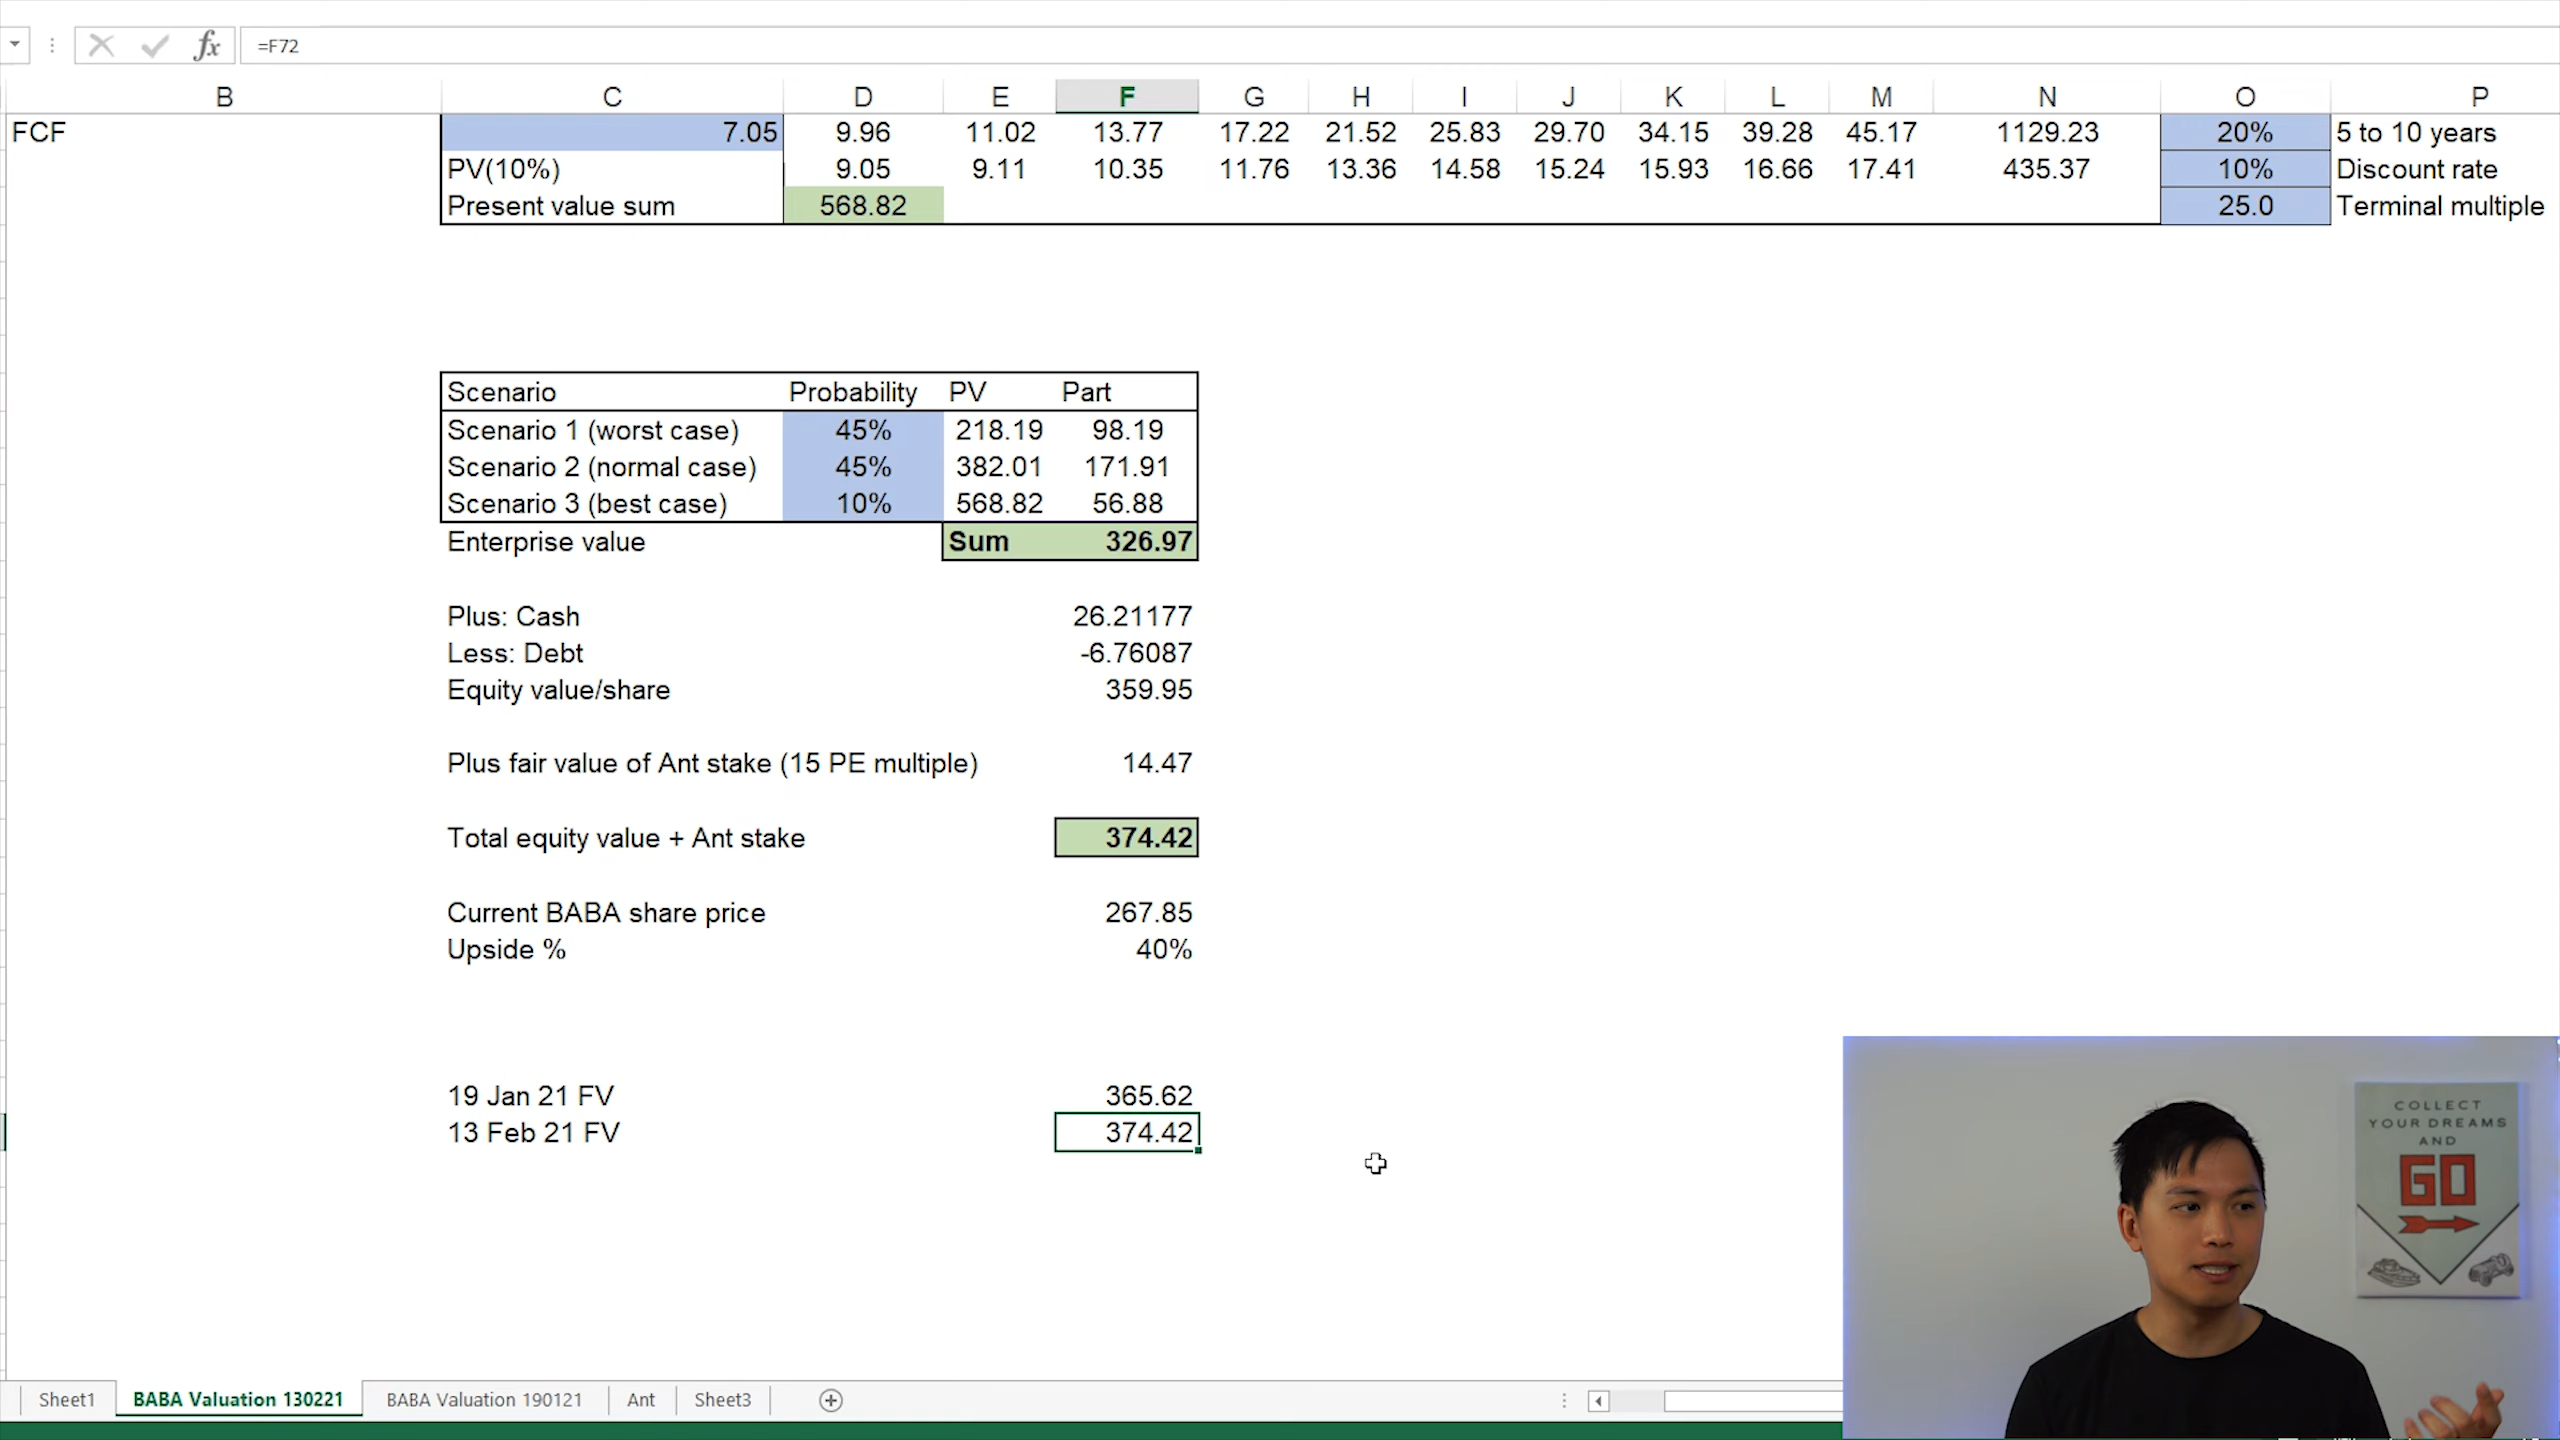 fx =F72
B C D E F G H I J K L M N O P
FCF 7.05 9.96 11.02 13.77 17.22 21.52 25.83 29.70 34.15 39.28 45.17 1129.23 20% 5 to 10 years
PV(10%) 9.05 9.11 10.35 11.76 13.36 14.58 15.24 15.93 16.66 17.41 435.37 10% Discount rate
Present value sum 568.82 25.0 Terminal multiple
Scenario Probability PV Part
Scenario 1 (worst case) 45% 218.19 98.19
Scenario 2 (normal case) 45% 382.01 171.91
Scenario 3 (best case) 10% 568.82 56.88
Enterprise value Sum 326.97
Plus: Cash 26.21177
Less: Debt -6.76087
Equity value/share 359.95
Plus fair value of Ant stake (15 PE multiple) 14.47
Total equity value + Ant stake 374.42
Current BABA share price 267.85
Upside % 40%
19 Jan 21 FV 365.62
13 Feb 21 FV 374.42
COLLECT
YOUR DREAMS
AND
GO
Sheet1 BABA Valuation 130221 BABA Valuation 190121 Ant Sheet3